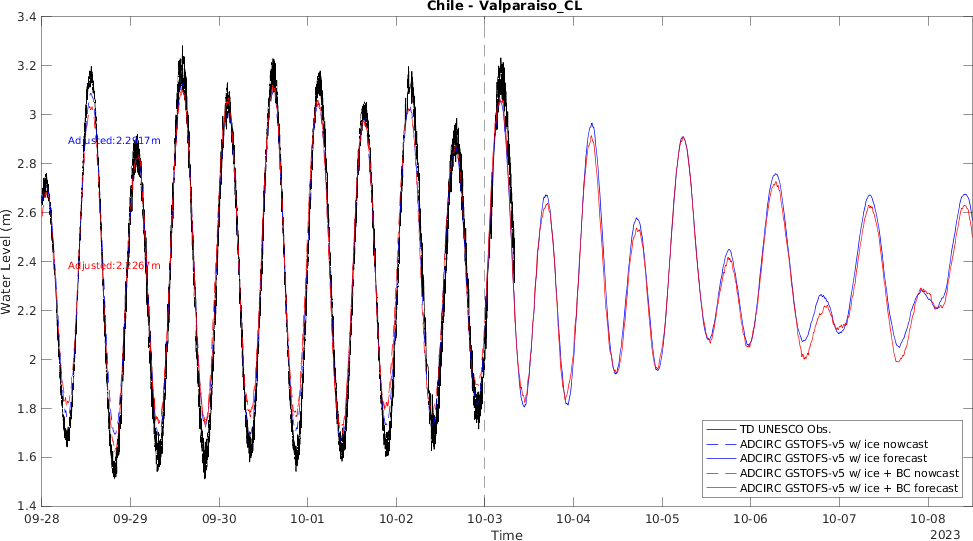 Chile - Valparaiso_CL
3.4
3.2
3
2.8
2.6
2.4
2.2
2
1.8
1.6
1.4
Water Level (m)
Adjusted:2.2917m
Adjusted:2.2267m
TD UNESCO Obs.
ADCIRC GSTOFS-v5 w/ ice nowcast
ADCIRC GSTOFS-v5 w/ ice forecast
ADCIRC GSTOFS-v5 w/ ice + BC nowcast
ADCIRC GSTOFS-v5 w/ ice + BC forecast
09-28 09-29 09-30 10-01 10-02 10-03 10-04 10-05 10-06 10-07 10-08
2023
Time